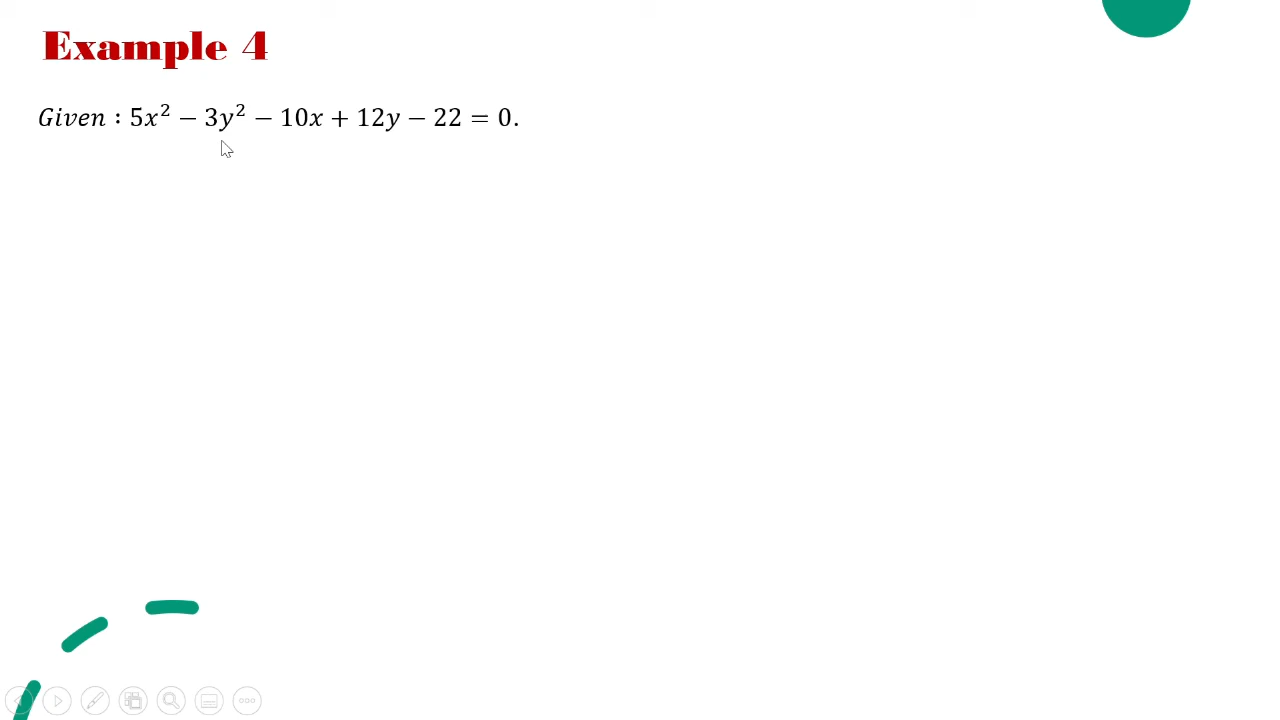 Example 4
Given : 5x² − 3y² − 10x + 12y − 22 = 0.